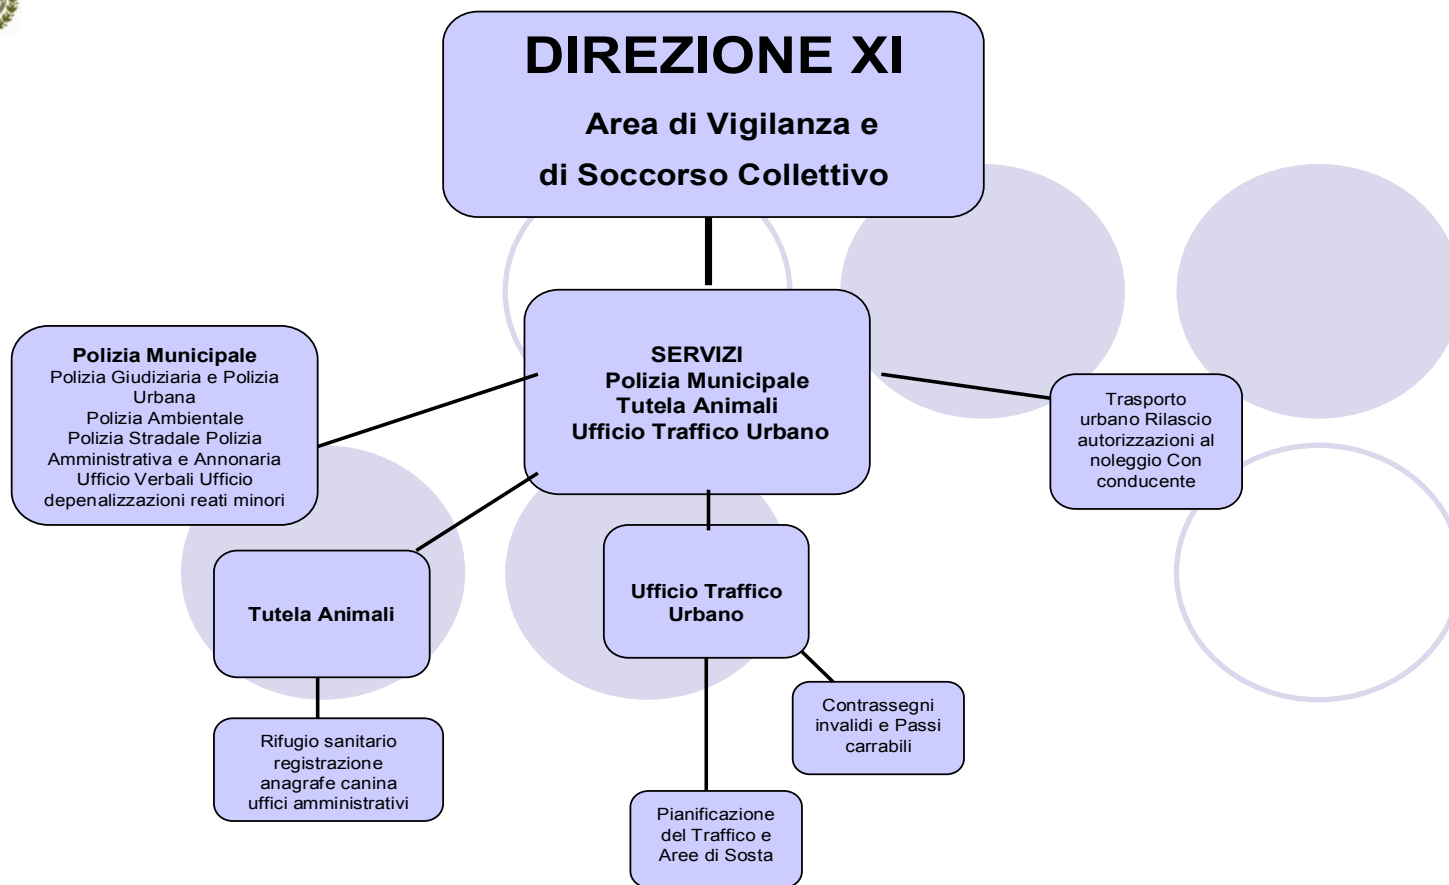 DIREZIONE XI
Area di Vigilanza e
di Soccorso Collettivo
SERVIZI
Polizia Municipale
Tutela Animali
Ufficio Traffico Urbano
Polizia Municipale
Polizia Giudiziaria e Polizia
Urbana
Polizia Ambientale
Polizia Stradale Polizia
Amministrativa e Annonaria
Ufficio Verbali Ufficio
depenalizzazioni reati minori
Trasporto
urbano Rilascio
autorizzazioni al
noleggio Con
conducente
Tutela Animali
Ufficio Traffico
Urbano
Rifugio sanitario
registrazione
anagrafe canina
uffici amministrativi
Contrassegni
invalidi e Passi
carrabili
Pianificazione
del Traffico e
Aree di Sosta